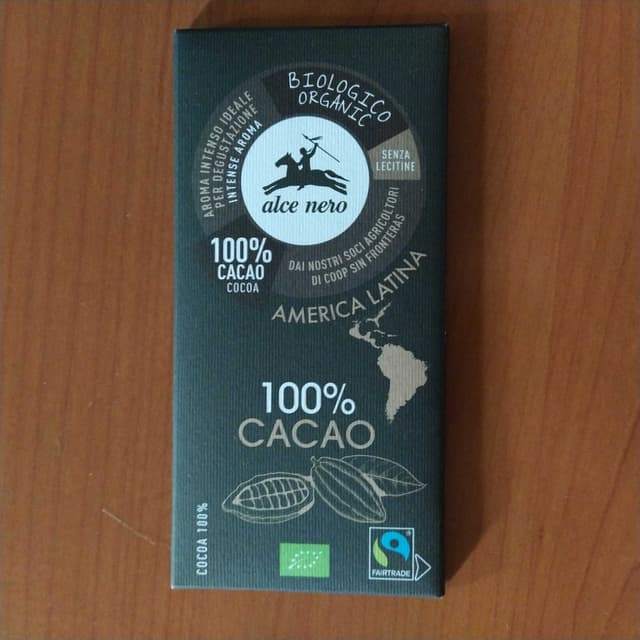 BIOLOGICO
ORGANIC
AROMA INTENSO IDEALE
PER DEGUSTAZIONE
INTENSE AROMA
SENZA
LECITINE
alce nero
100%
CACAO
COCOA
DAI NOSTRI SOCI AGRICOLTORI
DI COOP SIN FRONTERAS
AMERICA LATINA
100%
CACAO
COCOA 100%
FAIRTRADE